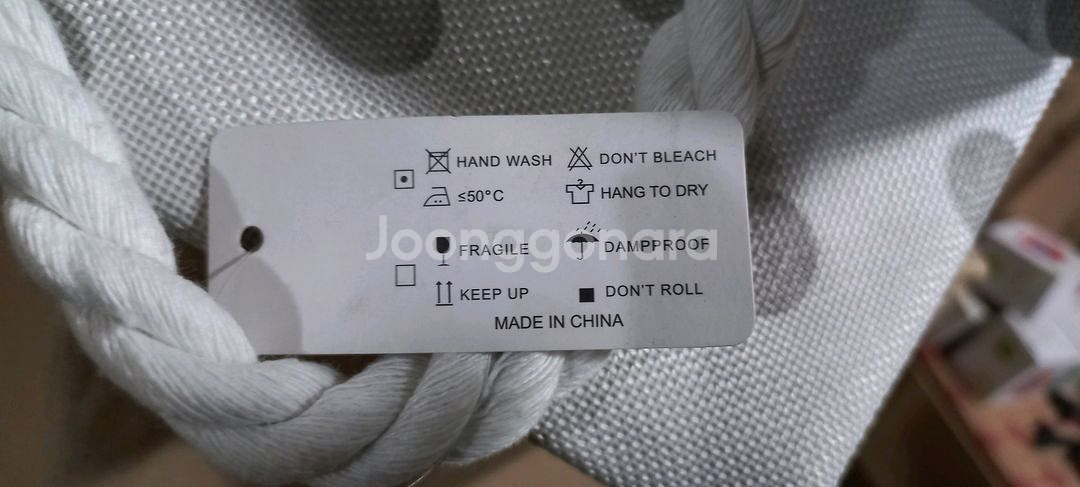 HAND WASH DON'T BLEACH
≤50°C HANG TO DRY
Joonggonara
FRAGILE DAMPPROOF
KEEP UP DON'T ROLL
MADE IN CHINA